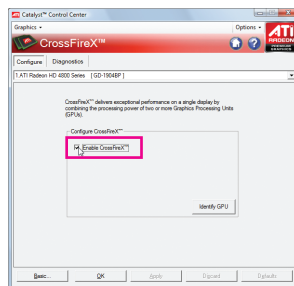 Catalyst™ Control Center
Graphics
Options
CrossFireX™
ATI
RADEON
PREMIUM
GRAPHICS
Configure Diagnostics
1.ATI Radeon HD 4800 Series [ GD-1904BP ]
CrossFireX™ delivers exceptional performance on a single display by
combining the processing power of two or more Graphics Processing Units
(GPUs).
Configure CrossFireX™
Enable CrossFireX™
Identify GPU
Basic... OK Apply Discard Defaults